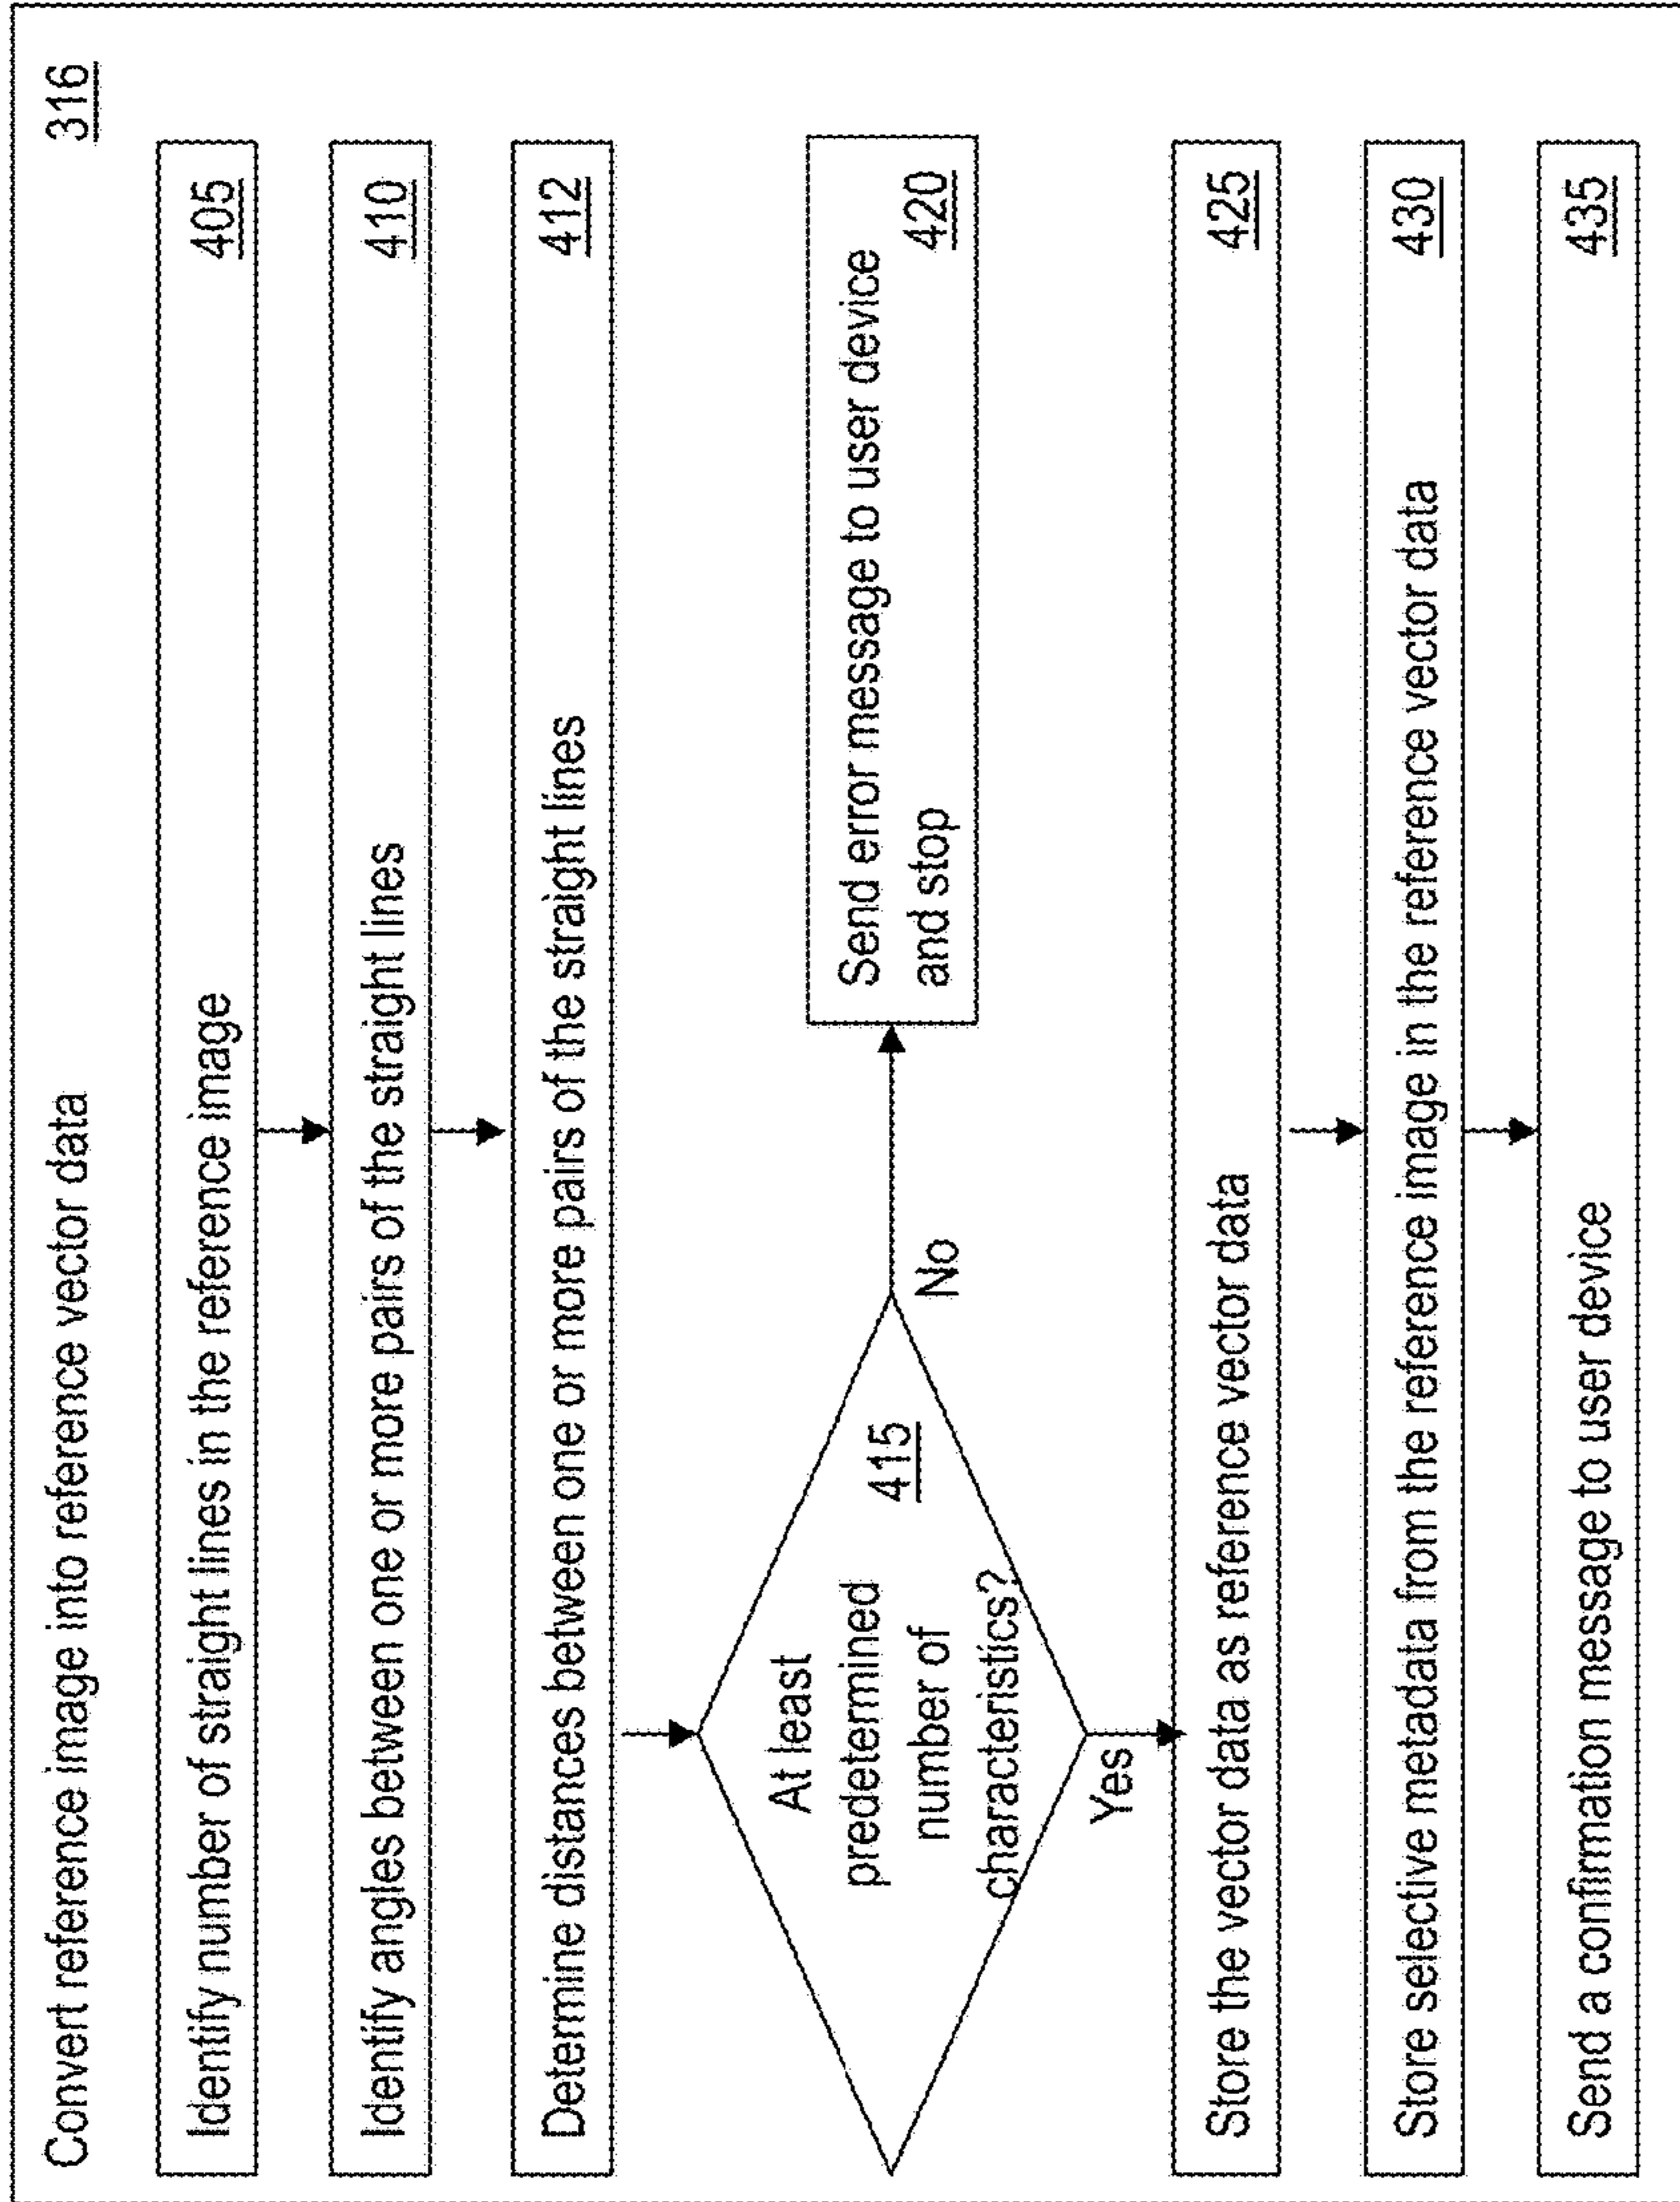 Convert reference image into reference vector data 316
Identify number of straight lines in the reference image 405
Identify angles between one or more pairs of the straight lines 410
Determine distances between one or more pairs of the straight lines 412
At least
predetermined
number of
characteristics?
415
No
Send error message to user device
and stop 420
Yes
Store the vector data as reference vector data 425
Store selective metadata from the reference image in the reference vector data 430
Send a confirmation message to user device 435